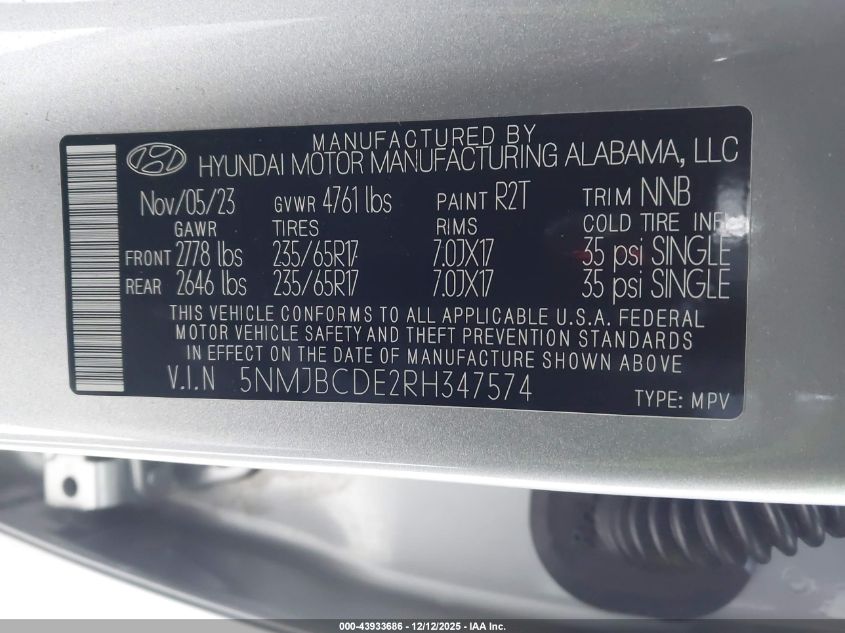 MANUFACTURED BY
HYUNDAI MOTOR MANUFACTURING ALABAMA, LLC
Nov/05/23 GVWR 4761 lbs PAINT R2T TRIM NNB
GAWR TIRES RIMS COLD TIRE INFL
FRONT 2778 lbs 235/65R17 7.0JX17 35 psi SINGLE
REAR 2646 lbs 235/65R17 7.0JX17 35 psi SINGLE
THIS VEHICLE CONFORMS TO ALL APPLICABLE U.S.A. FEDERAL
MOTOR VEHICLE SAFETY AND THEFT PREVENTION STANDARDS
IN EFFECT ON THE DATE OF MANUFACTURE SHOWN ABOVE
V.I.N 5NMJBCDE2RH347574
TYPE: MPV
000-43933686 - 12/12/2025 - IAA Inc.